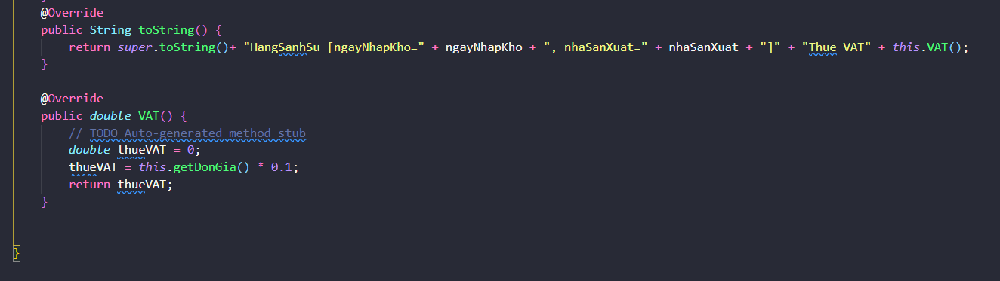 @Override
public String toString() {
return super.toString()+ "HangSanhSu [ngayNhapKho=" + ngayNhapKho + ", nhaSanXuat=" + nhaSanXuat + "]" + "Thue VAT" + this.VAT();
}
@Override
public double VAT() {
// TODO Auto-generated method stub
double thueVAT = 0;
thueVAT = this.getDonGia() * 0.1;
return thueVAT;
}
}